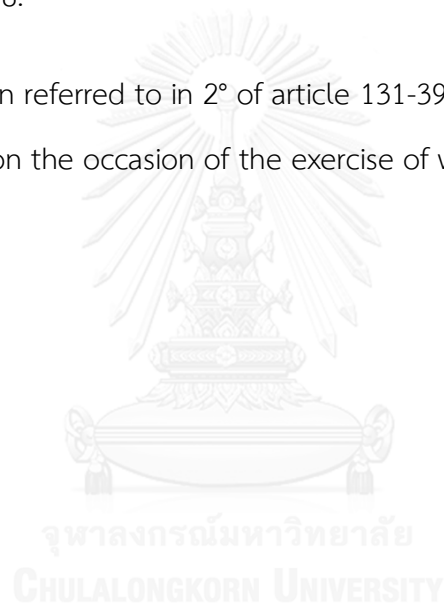 n referred to in 2° of article 131-39
on the occasion of the exercise of
จุฬาลงกรณ์มหาวิทยาลัย
CHULALONGKORN UNIVERSITY